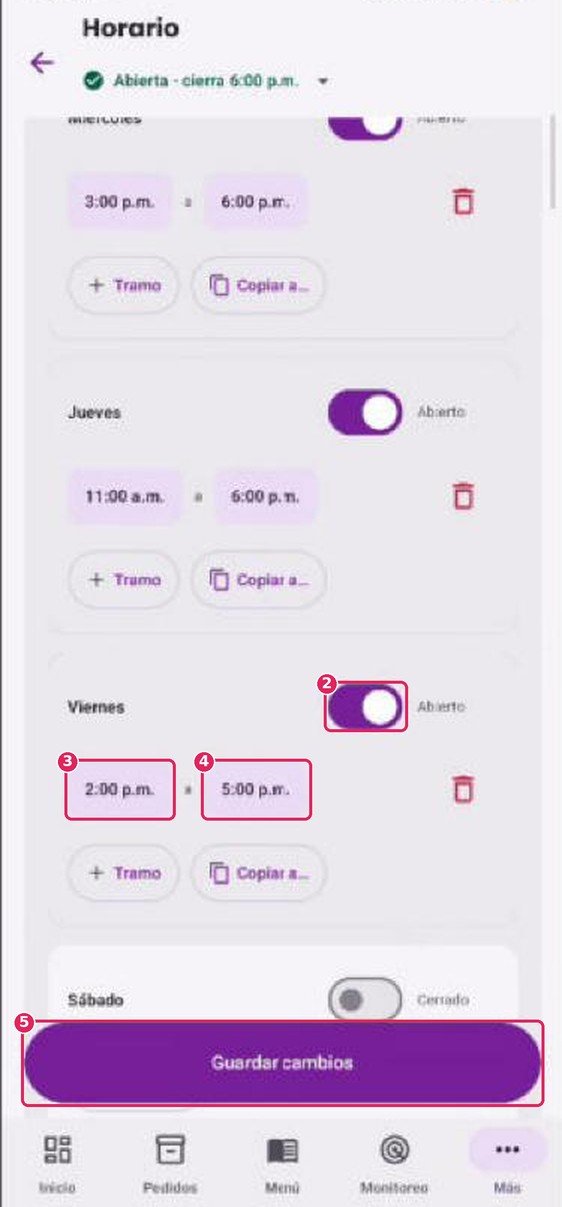 Horario
Abierta - cierra 6:00 p.m.
Miércoles Abierto
3:00 p.m. a 6:00 p.m.
+ Tramo Copiar a...
Jueves Abierto
11:00 a.m. a 6:00 p.m.
+ Tramo Copiar a...
2
Viernes Abierto
3 4
2:00 p.m. a 5:00 p.m.
+ Tramo Copiar a...
Sábado Cerrado
5
Guardar cambios
Inicio Pedidos Menú Monitoreo Más